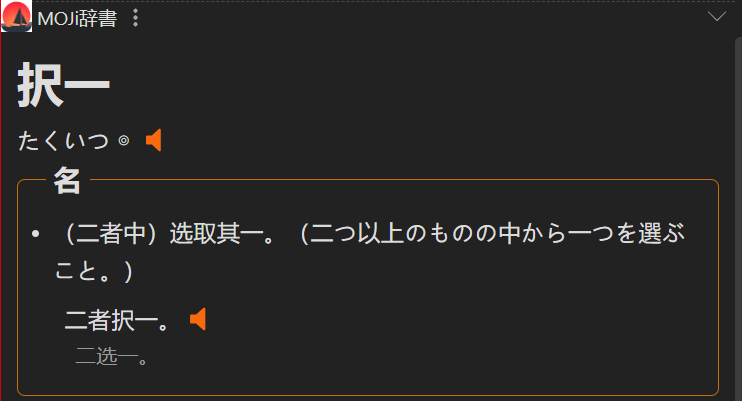 MOJi辞書
択一
たくいつ ◎
名
• （二者中）选取其一。（二つ以上のものの中から一つを選ぶ
こと。）
二者択一。
二选一。